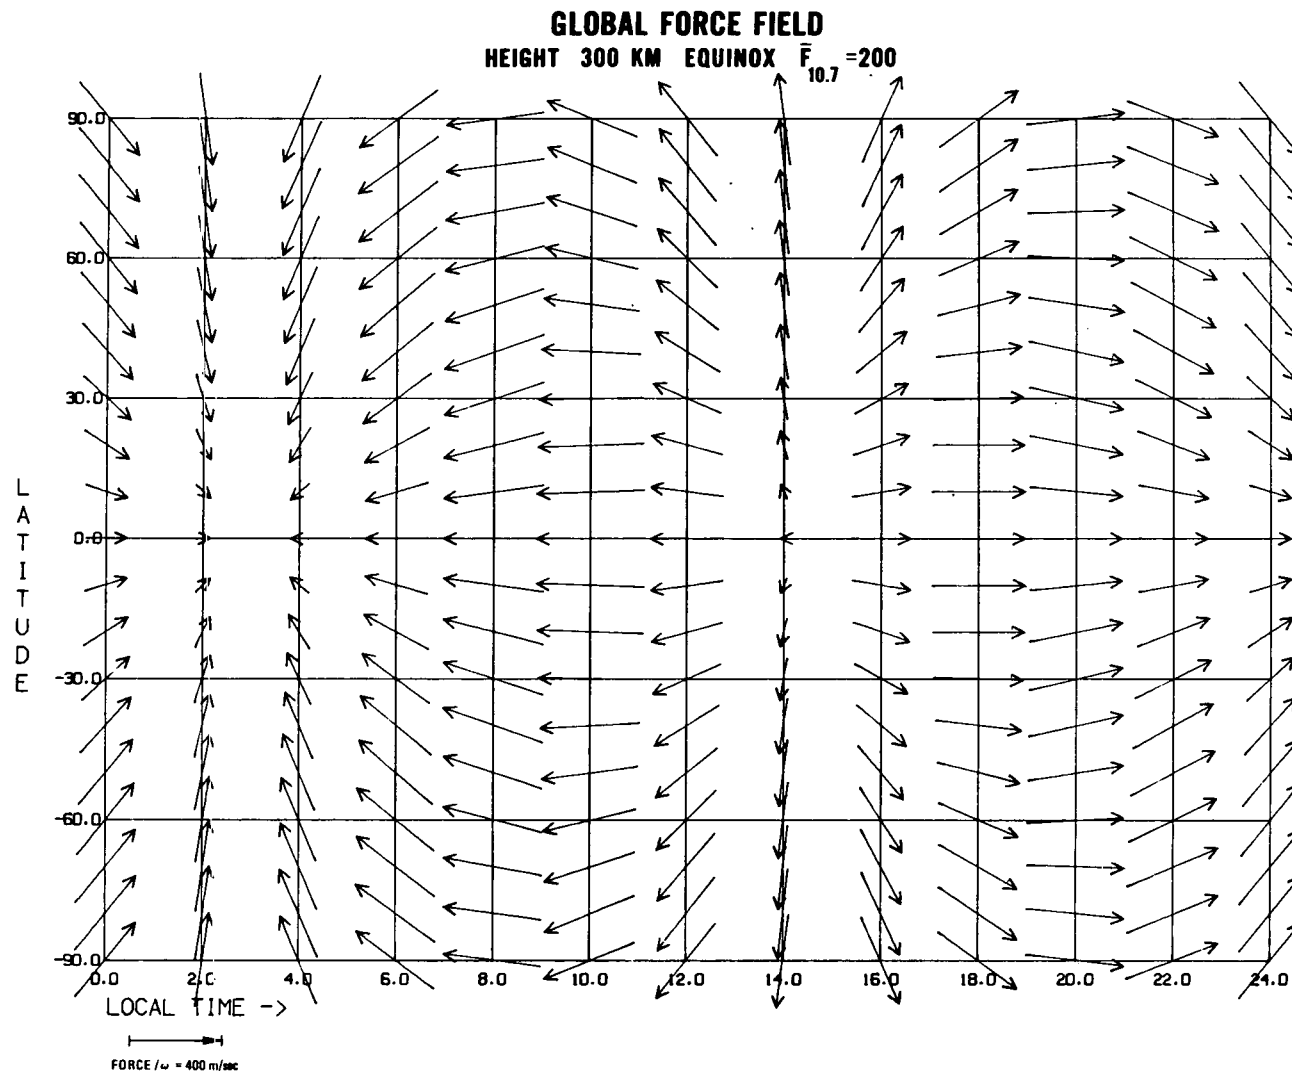 GLOBAL FORCE FIELD
HEIGHT 300 KM EQUINOX F̄10.7 =200
90.0
60.0
30.0
0.0
-30.0
-60.0
-90.0
LATITUDE
0.0 2.0 4.0 6.0 8.0 10.0 12.0 14.0 16.0 18.0 20.0 22.0 24.0
LOCAL TIME ->
FORCE/ω = 400 m/sec